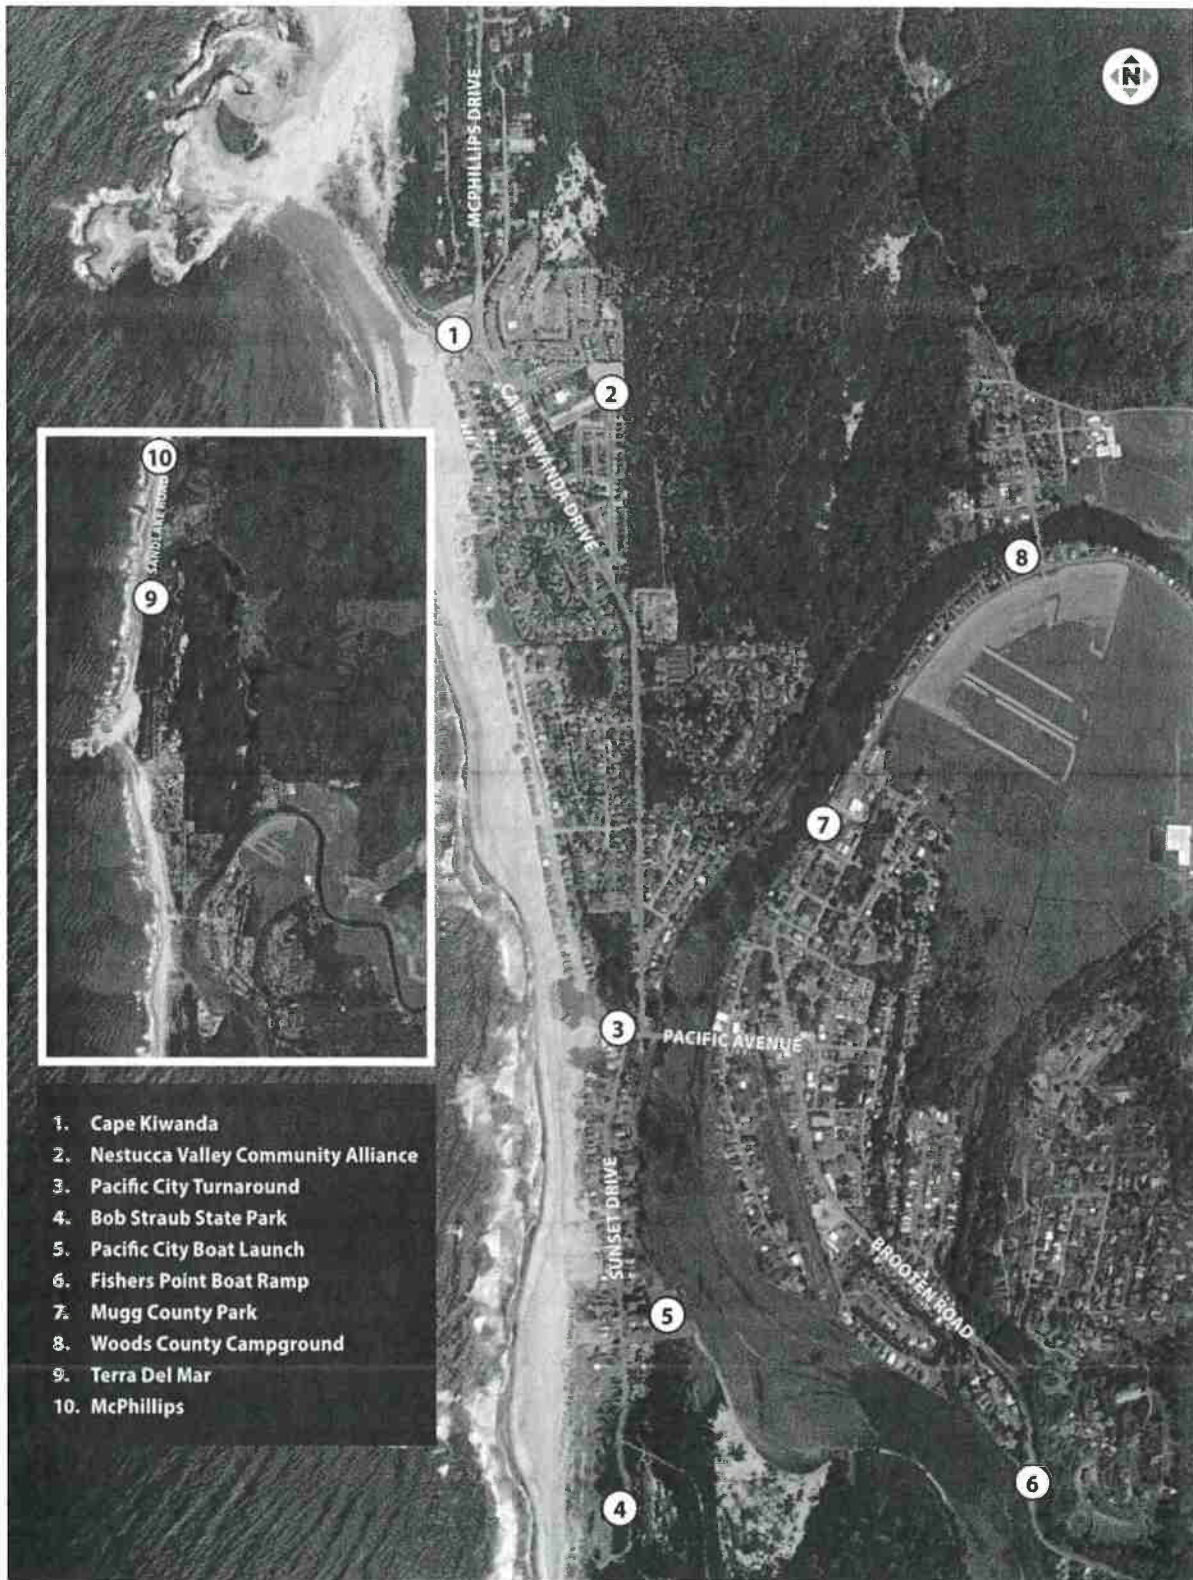 N
MCPHILLIPS DRIVE
1
2
CAPE KIWANDA DRIVE
10
SANDLAKE ROAD
9
8
7
3
PACIFIC AVENUE
SUNSET DRIVE
BROOTEN ROAD
5
6
4
1. Cape Kiwanda
2. Nestucca Valley Community Alliance
3. Pacific City Turnaround
4. Bob Straub State Park
5. Pacific City Boat Launch
6. Fishers Point Boat Ramp
7. Mugg County Park
8. Woods County Campground
9. Terra Del Mar
10. McPhillips